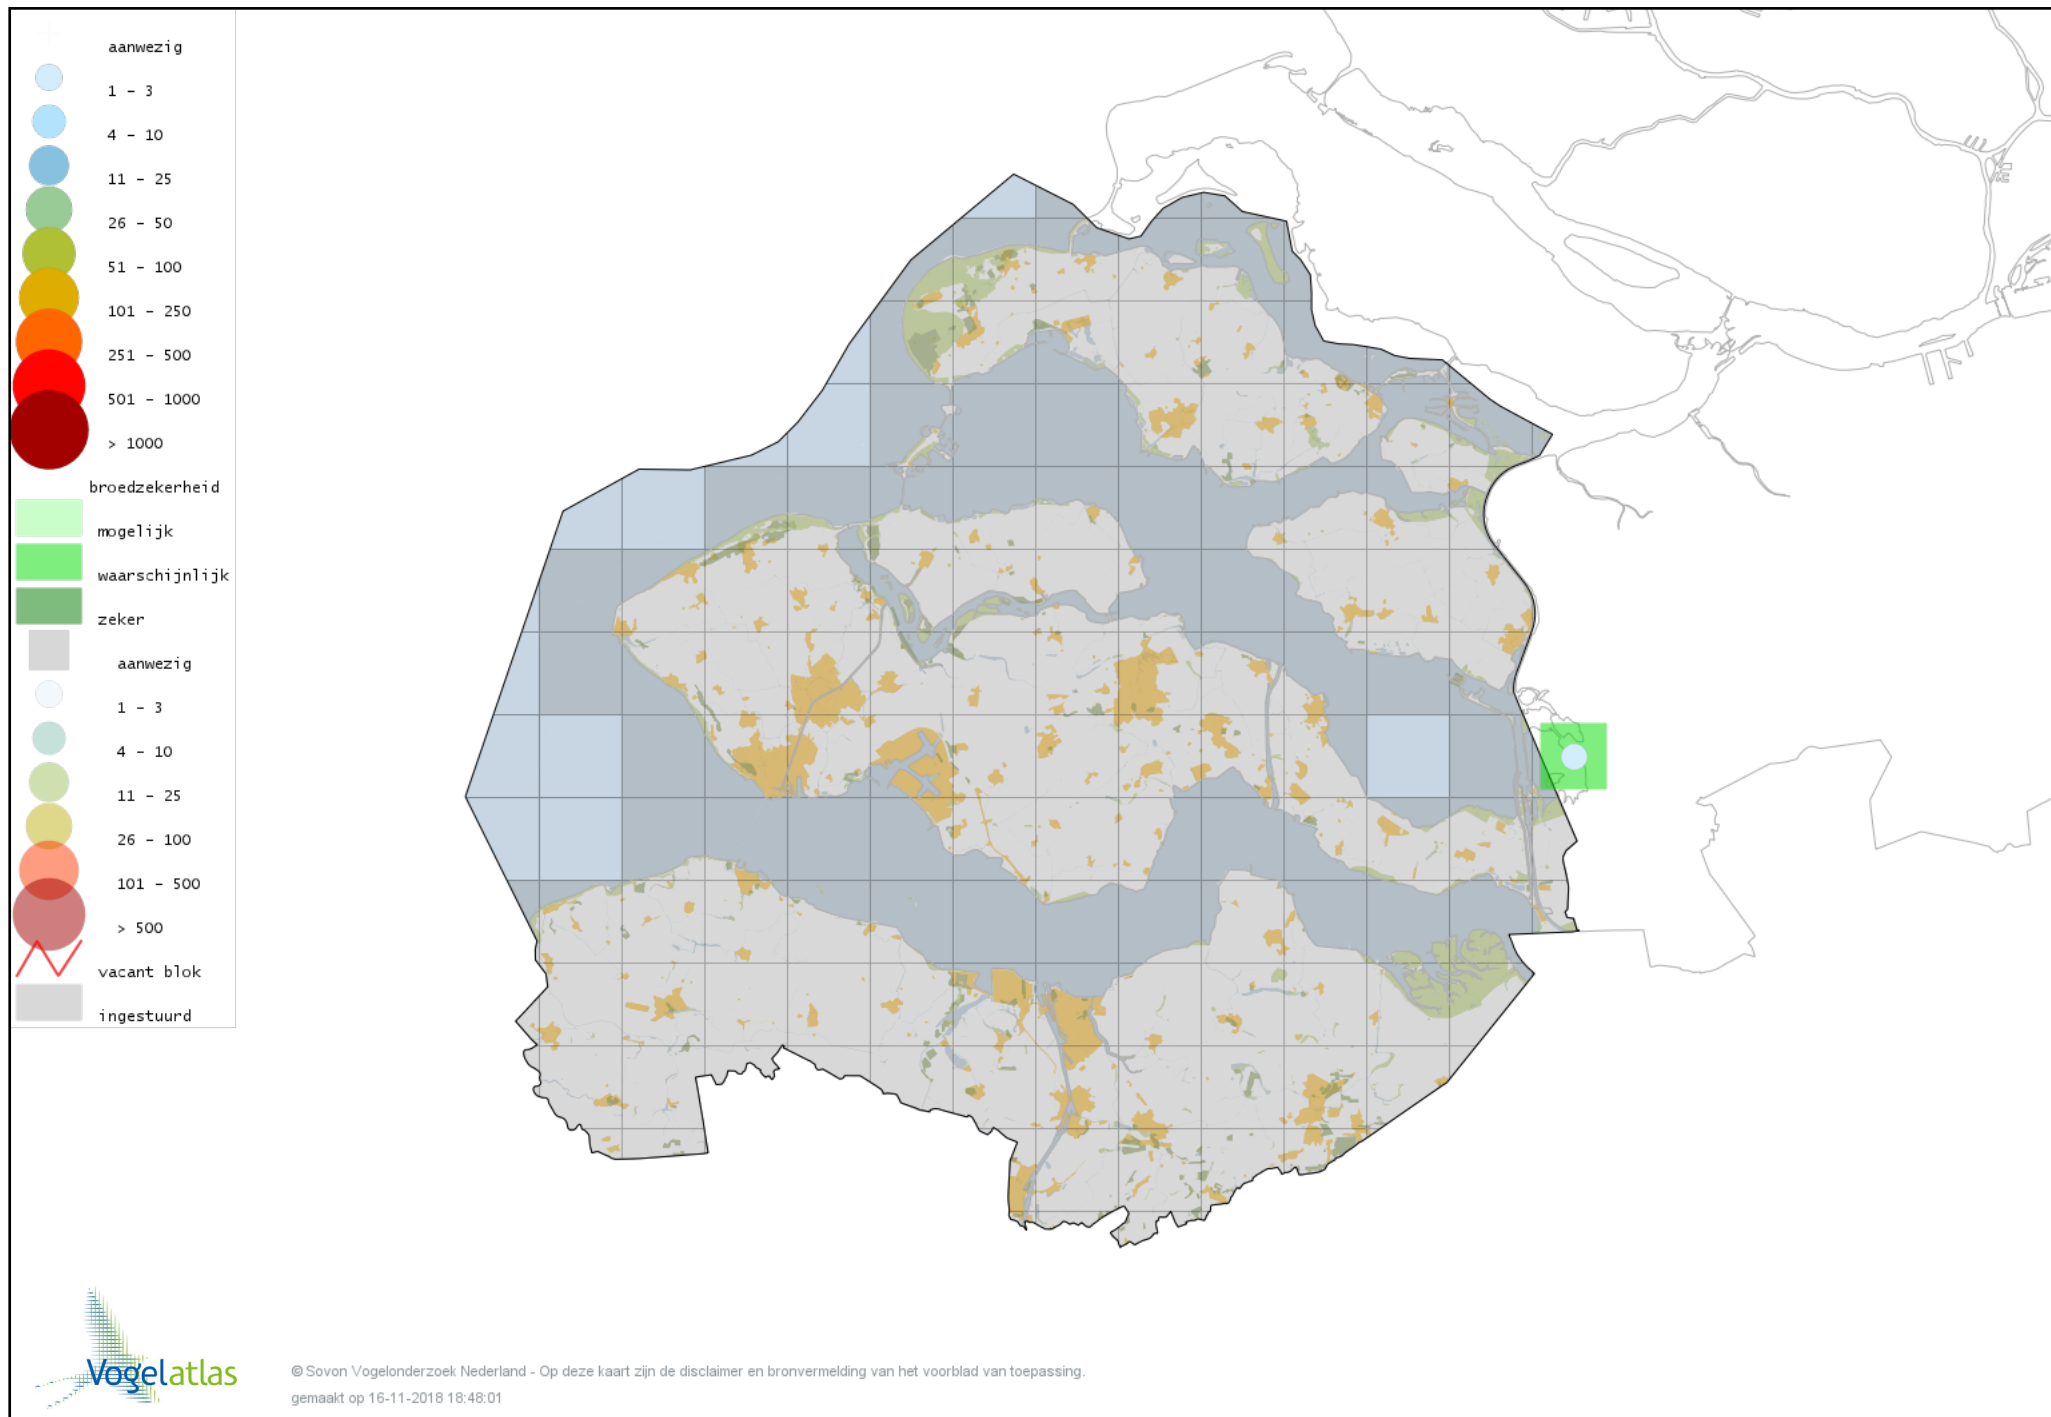 aanwezig
1 - 3
4 - 10
11 - 25
26 - 50
51 - 100
101 - 250
251 - 500
501 - 1000
> 1000
broedzekerheid
mogelijk
waarschijnlijk
zeker
aanwezig
1 - 3
4 - 10
11 - 25
26 - 100
101 - 500
> 500
vacant blok
ingestuurd
Vogelatlas
© Sovon Vogelonderzoek Nederland - Op deze kaart zijn de disclaimer en bronvermelding van het voorblad van toepassing.
gemaakt op 16-11-2018 18:48:01